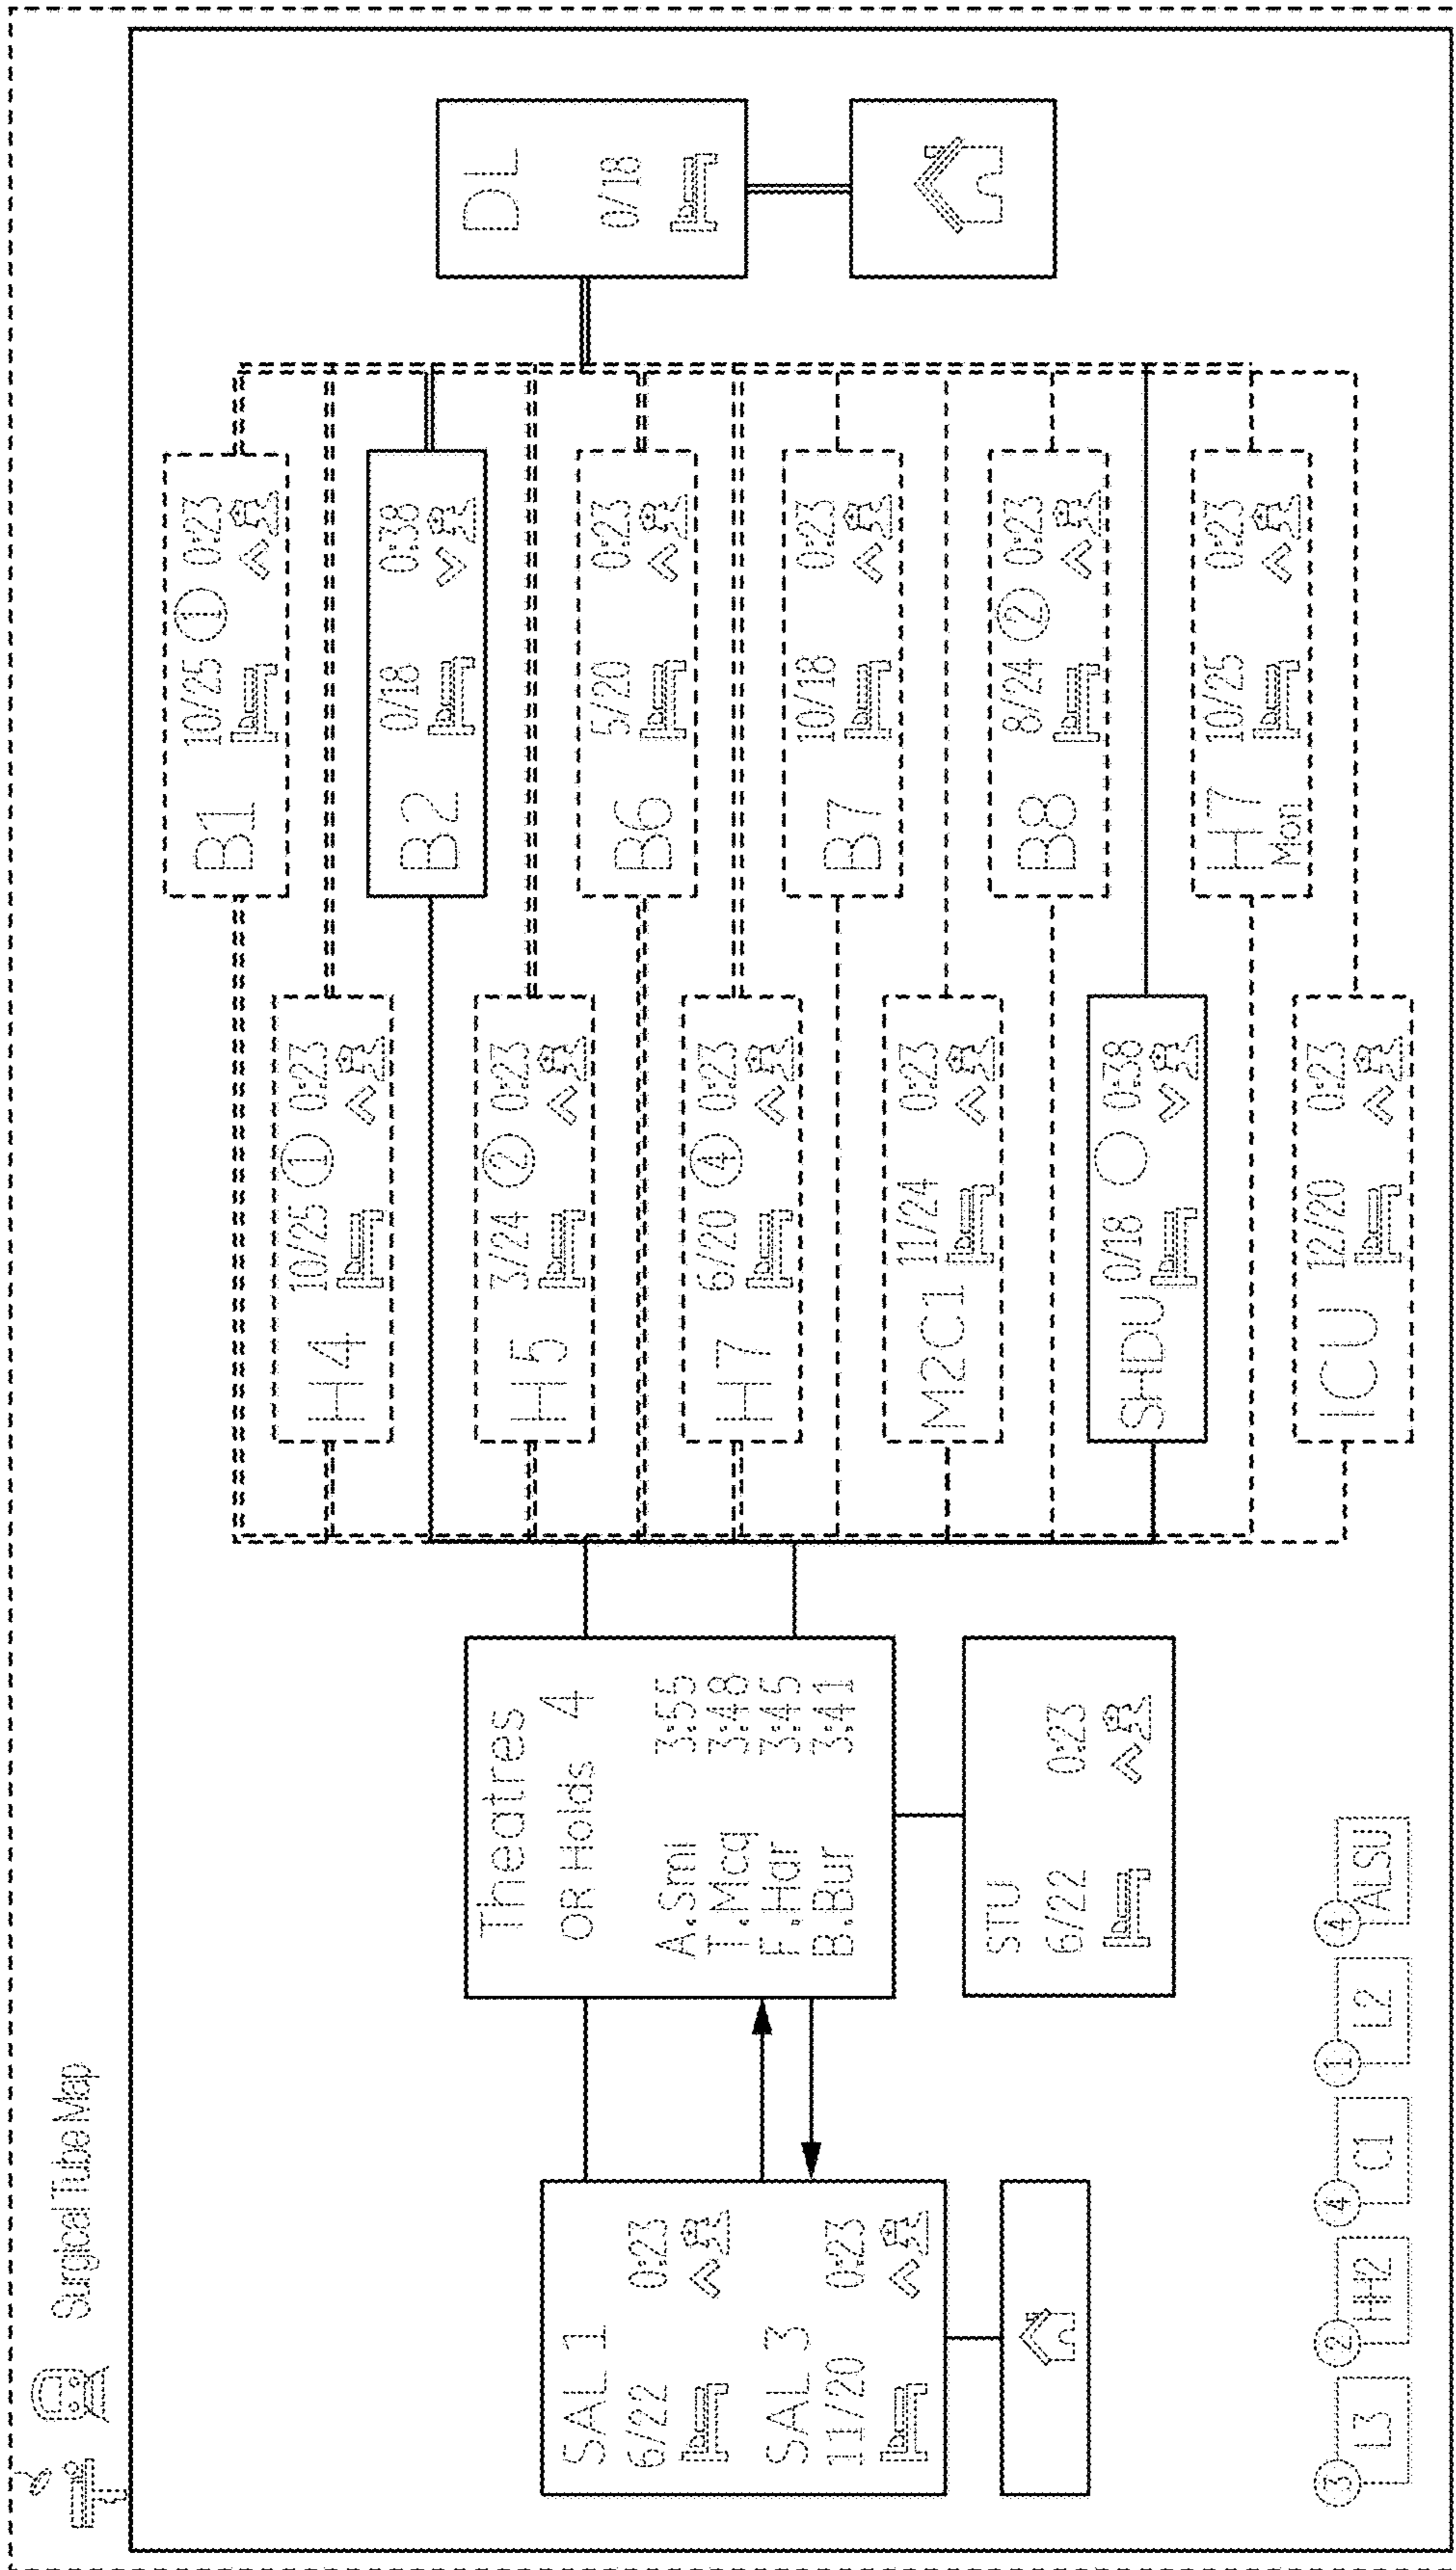 Surgical Tube Map
SAL 1
6/22 0:23
SAL 3
11/20 0:23
Theatres
OR Holds 4
A.Smi 3:55
T.Mcq 3:48
F.Har 3:45
B.Bur 3:41
STU
6/22 0:23
B1 10/25 1 0:23
H4 10/25 1 0:23
B2 0/18 0:38
H5 3/24 2 0:23
B6 5/20 0:23
H7 6/20 4 0:23
B7 10/18 0:23
M2C1 11/24 0:23
B8 8/24 2 0:23
SHDU 0/18 0:38
H7 Mon 10/25 0:23
ICU 12/20 0:23
DL
0/18
3 L3
2 HH2
4 C1
1 L2
4 ALSU